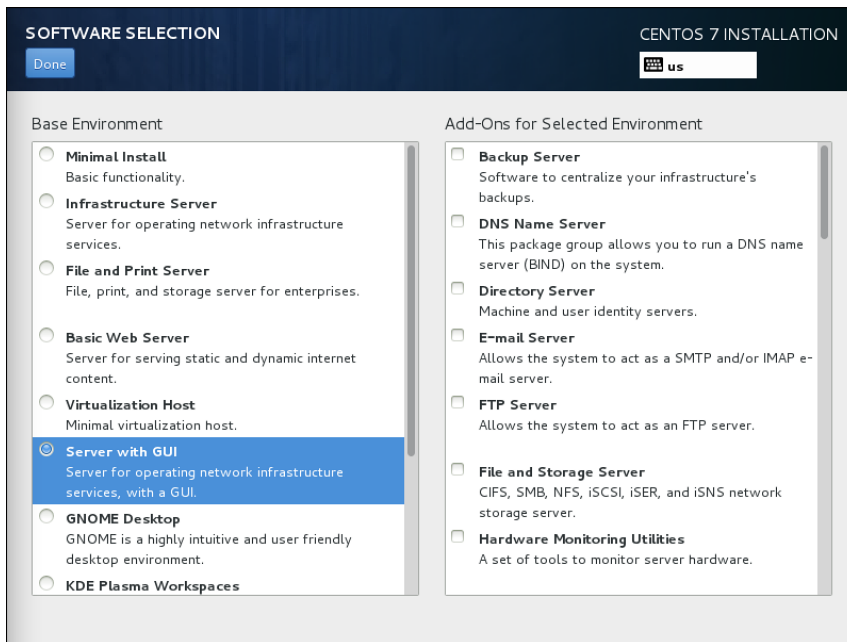 SOFTWARE SELECTION
CENTOS 7 INSTALLATION
Done
us
Base Environment
Minimal Install
Basic functionality.
Infrastructure Server
Server for operating network infrastructure
services.
File and Print Server
File, print, and storage server for enterprises.
Basic Web Server
Server for serving static and dynamic internet
content.
Virtualization Host
Minimal virtualization host.
Server with GUI
Server for operating network infrastructure
services, with a GUI.
GNOME Desktop
GNOME is a highly intuitive and user friendly
desktop environment.
KDE Plasma Workspaces
Add-Ons for Selected Environment
Backup Server
Software to centralize your infrastructure's
backups.
DNS Name Server
This package group allows you to run a DNS name
server (BIND) on the system.
Directory Server
Machine and user identity servers.
E-mail Server
Allows the system to act as a SMTP and/or IMAP e-
mail server.
FTP Server
Allows the system to act as an FTP server.
File and Storage Server
CIFS, SMB, NFS, iSCSI, iSER, and iSNS network
storage server.
Hardware Monitoring Utilities
A set of tools to monitor server hardware.